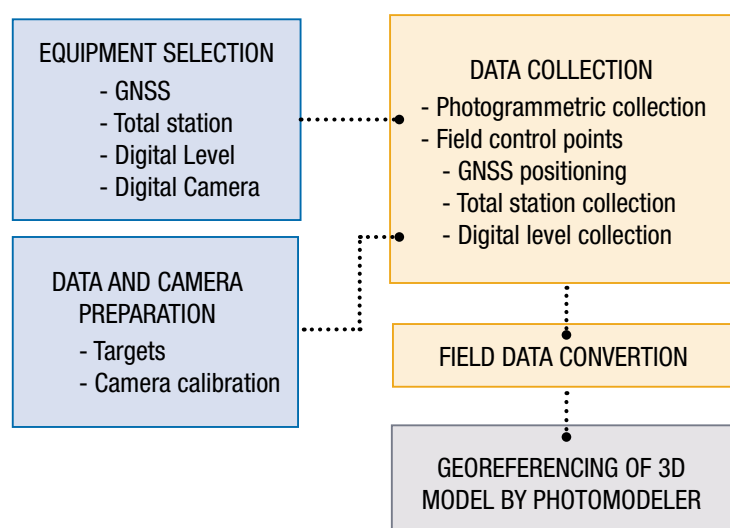 EQUIPMENT SELECTION
- GNSS
- Total station
- Digital Level
- Digital Camera
DATA AND CAMERA
PREPARATION
- Targets
- Camera calibration
DATA COLLECTION
- Photogrammetric collection
- Field control points
- GNSS positioning
- Total station collection
- Digital level collection
FIELD DATA CONVERTION
GEOREFERENCING OF 3D
MODEL BY PHOTOMODELER